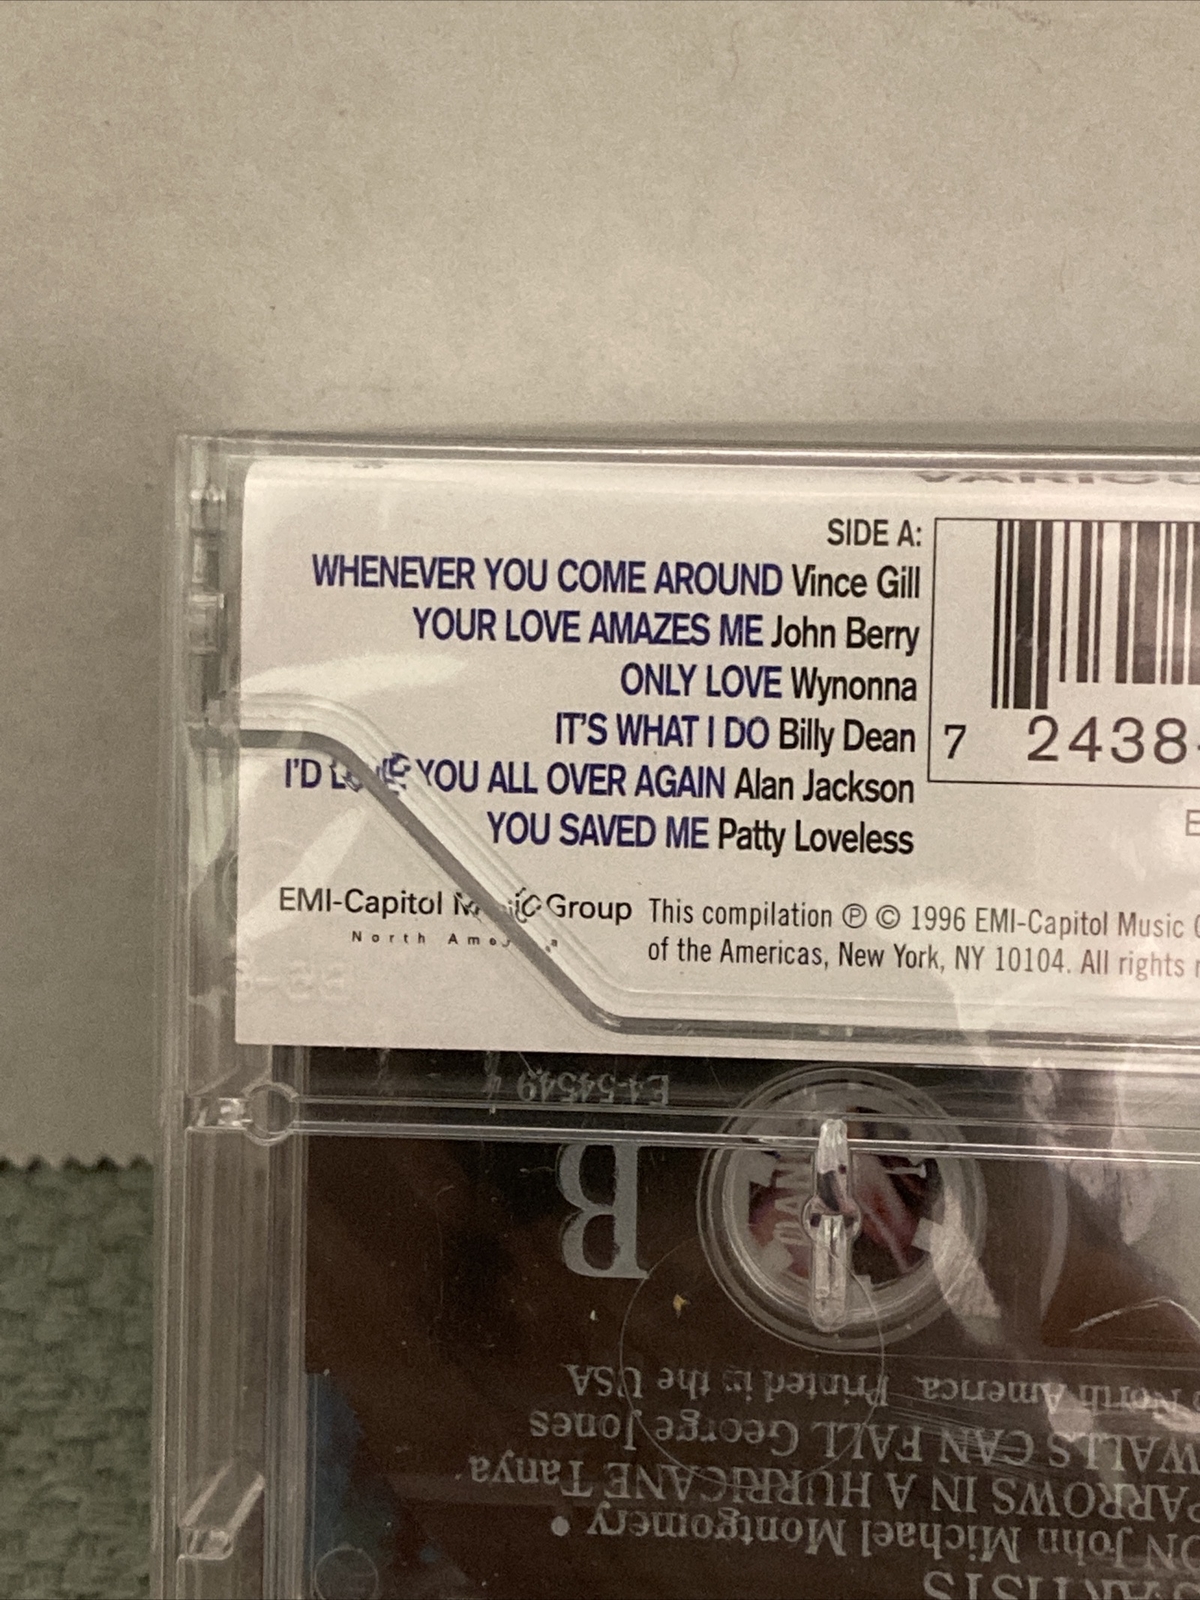 SIDE A:
WHENEVER YOU COME AROUND Vince Gill
YOUR LOVE AMAZES ME John Berry
ONLY LOVE Wynonna
IT'S WHAT I DO Billy Dean
I'D LOVE YOU ALL OVER AGAIN Alan Jackson
YOU SAVED ME Patty Loveless
7 2438
EMI-Capitol Music Group
North America
This compilation ℗ © 1996 EMI-Capitol Music
of the Americas, New York, NY 10104. All rights
E4-54549
B
North America. Printed in the USA
WALLS CAN FALL George Jones
IN A HURRICANE Tanya
John Michael Montgomery •